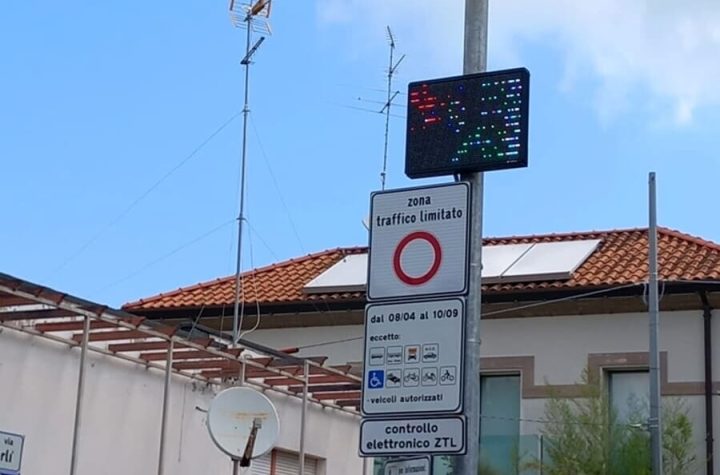 zona
traffico limitato
dal 08/04 al 10/09
eccetto:
- veicoli autorizzati
controllo
elettronico ZTL
via